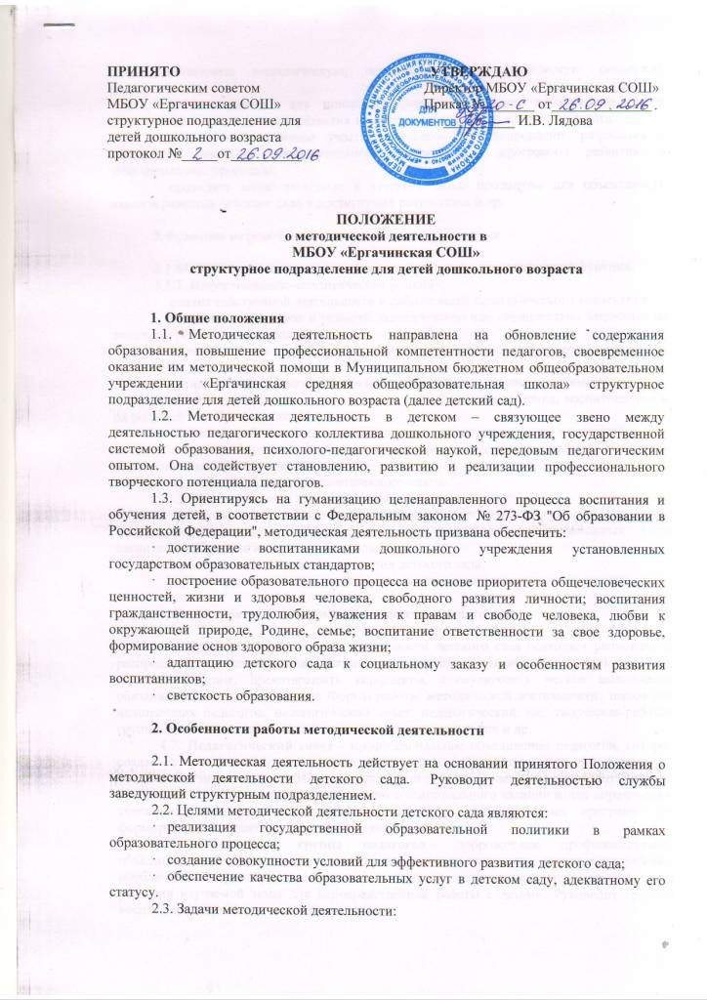 ПРИНЯТО
Педагогическим советом
МБОУ «Ергачинская СОШ»
структурное подразделение для
детей дошкольного возраста
протокол № 2 от 26.09.2016
УТВЕРЖДАЮ
Директор МБОУ «Ергачинская СОШ»
Приказ № 20-С от 26.09.2016.
И.В. Лядова
ДЛЯ
ДОКУМЕНТОВ
ПОЛОЖЕНИЕ
о методической деятельности в
МБОУ «Ергачинская СОШ»
структурное подразделение для детей дошкольного возраста
1. Общие положения
1.1. Методическая деятельность направлена на обновление содержания
образования, повышение профессиональной компетентности педагогов, своевременное
оказание им методической помощи в Муниципальном бюджетном общеобразовательном
учреждении «Ергачинская средняя общеобразовательная школа» структурное
подразделение для детей дошкольного возраста (далее детский сад).
1.2. Методическая деятельность в детском – связующее звено между
деятельностью педагогического коллектива дошкольного учреждения, государственной
системой образования, психолого-педагогической наукой, передовым педагогическим
опытом. Она содействует становлению, развитию и реализации профессионального
творческого потенциала педагогов.
1.3. Ориентируясь на гуманизацию целенаправленного процесса воспитания и
обучения детей, в соответствии с Федеральным законом № 273-ФЗ "Об образовании в
Российской Федерации", методическая деятельность призвана обеспечить:
· достижение воспитанниками дошкольного учреждения установленных
государством образовательных стандартов;
· построение образовательного процесса на основе приоритета общечеловеческих
ценностей, жизни и здоровья человека, свободного развития личности; воспитания
гражданственности, трудолюбия, уважения к правам и свободе человека, любви к
окружающей природе, Родине, семье; воспитание ответственности за свое здоровье,
формирование основ здорового образа жизни;
· адаптацию детского сада к социальному заказу и особенностям развития
воспитанников;
· светскость образования.
2. Особенности работы методической деятельности
2.1. Методическая деятельность действует на основании принятого Положения о
методической деятельности детского сада. Руководит деятельностью службы
заведующий структурным подразделением.
2.2. Целями методической деятельности детского сада являются:
· реализация государственной образовательной политики в рамках
образовательного процесса;
· создание совокупности условий для эффективного развития детского сада;
· обеспечение качества образовательных услуг в детском саду, адекватному его
статусу.
2.3. Задачи методической деятельности: